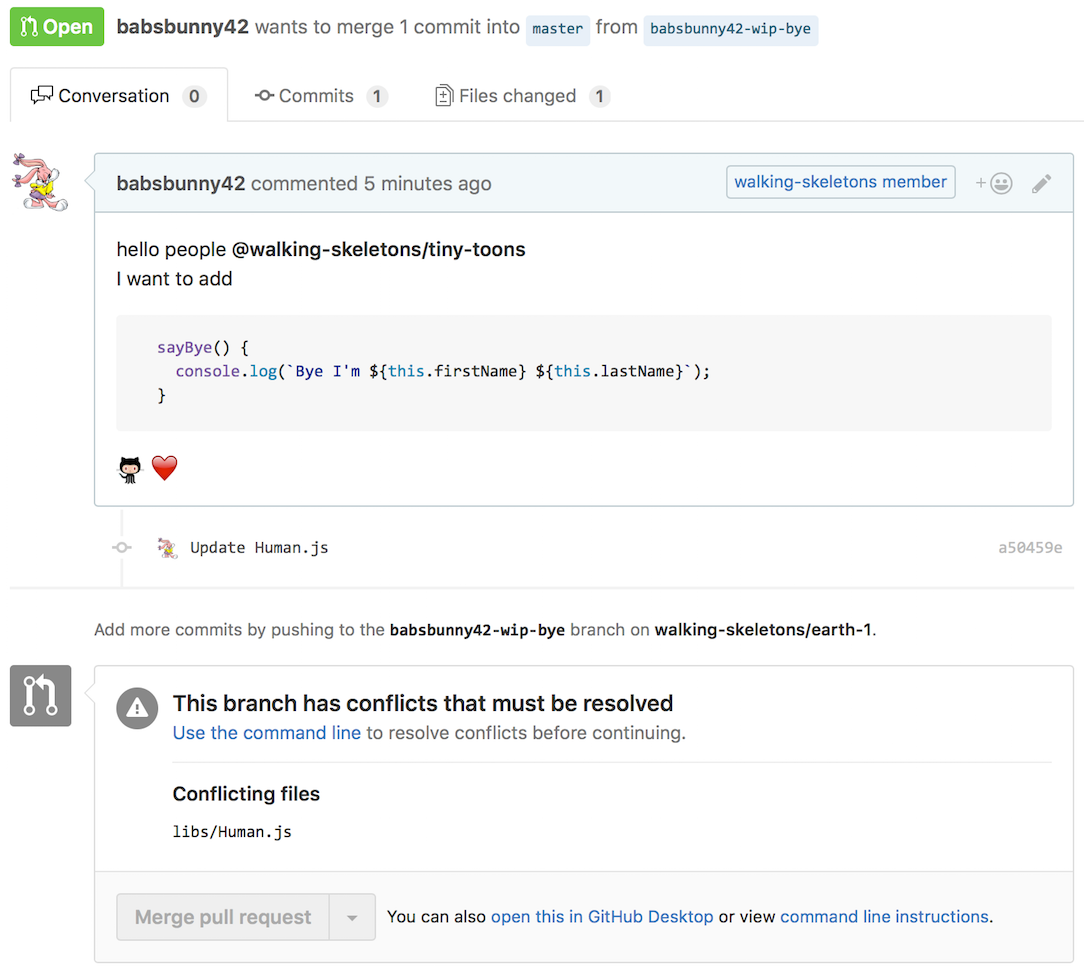 Open babsbunny42 wants to merge 1 commit into master from babsbunny42-wip-bye
Conversation 0 Commits 1 Files changed 1
babsbunny42 commented 5 minutes ago walking-skeletons member +
hello people @walking-skeletons/tiny-toons
I want to add
sayBye() {
console.log(`Bye I'm ${this.firstName} ${this.lastName}`);
}
Update Human.js a50459e
Add more commits by pushing to the babsbunny42-wip-bye branch on walking-skeletons/earth-1.
This branch has conflicts that must be resolved
Use the command line to resolve conflicts before continuing.
Conflicting files
libs/Human.js
Merge pull request You can also open this in GitHub Desktop or view command line instructions.